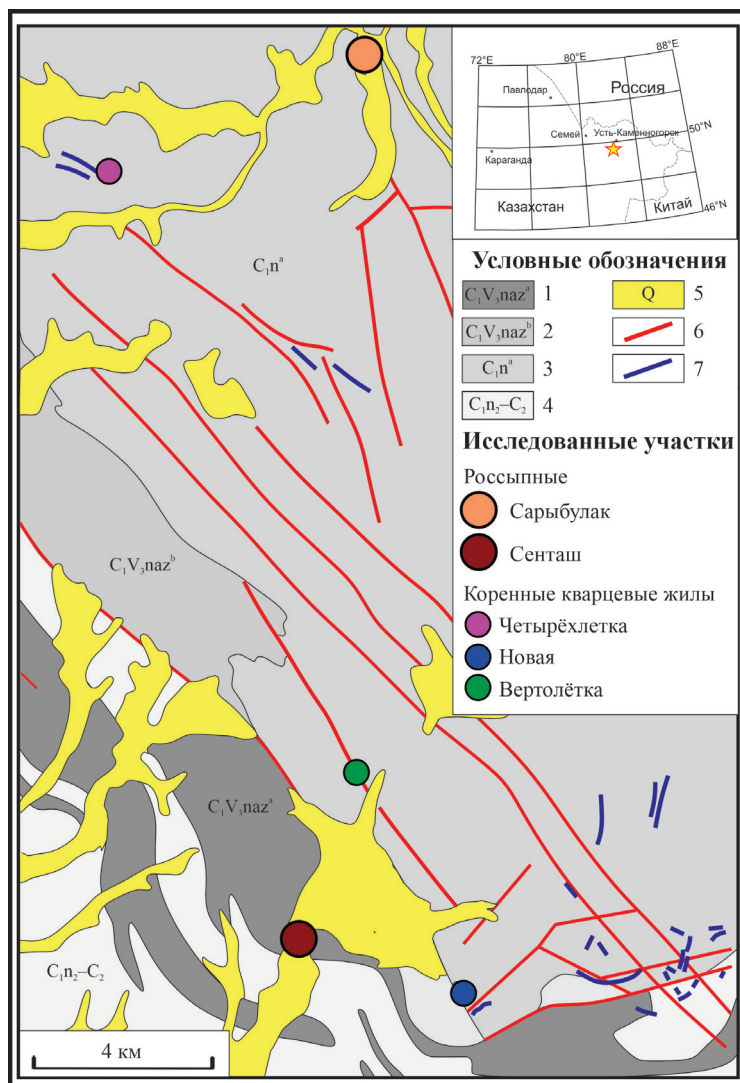 72°E
80°E
88°E
Павлодар
Россия
Семей
Усть-Каменногорск
50°N
Караганда
Казахстан
Китай
46°N
Условные обозначения
C₁V₃nazᵃ 1
Q 5
C₁V₃nazᵇ 2
6
C₁nᵃ 3
7
C₁n₂–C₂ 4
Исследованные участки
Россыпные
Сарыбулак
Сенташ
Коренные кварцевые жилы
Четырёхлетка
Новая
Вертолётка
C₁nᵃ
C₁V₃nazᵇ
C₁V₃nazᵃ
C₁n₂–C₂
4 км